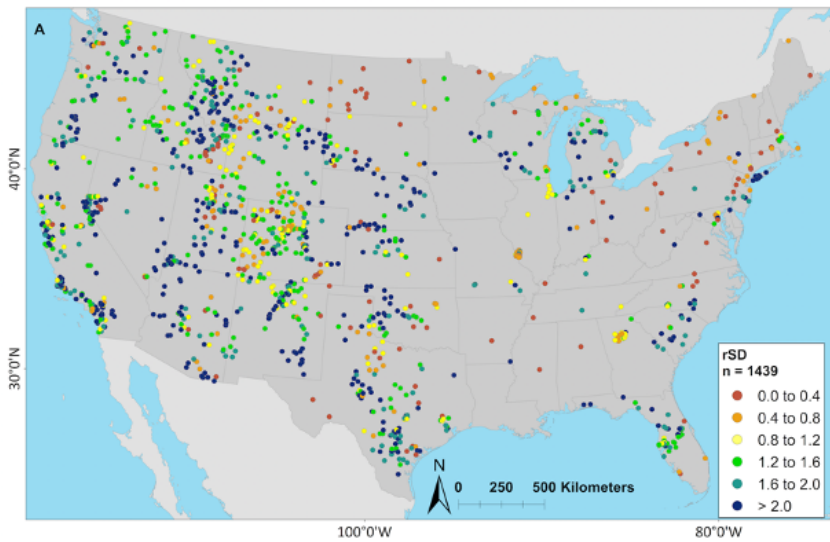 A
40°0'N
30°0'N
rSD
n = 1439
0.0 to 0.4
0.4 to 0.8
0.8 to 1.2
1.2 to 1.6
1.6 to 2.0
> 2.0
N
0 250 500 Kilometers
100°0'W 80°0'W